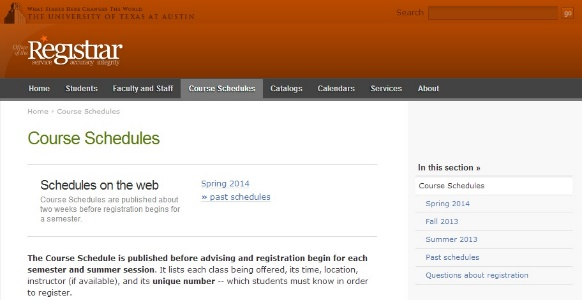 WHAT STARTS HERE CHANGES THE WORLD
THE UNIVERSITY OF TEXAS AT AUSTIN
Search
go
Office of the Registrar
service accuracy integrity
Home Students Faculty and Staff Course Schedules Catalogs Calendars Services About
Home > Course Schedules
Course Schedules
Schedules on the web
Course Schedules are published about
two weeks before registration begins for
a semester.
Spring 2014
» past schedules
The Course Schedule is published before advising and registration begin for each
semester and summer session. It lists each class being offered, its time, location,
instructor (if available), and its unique number -- which students must know in order
to register.
In this section »
Course Schedules
Spring 2014
Fall 2013
Summer 2013
Past schedules
Questions about registration